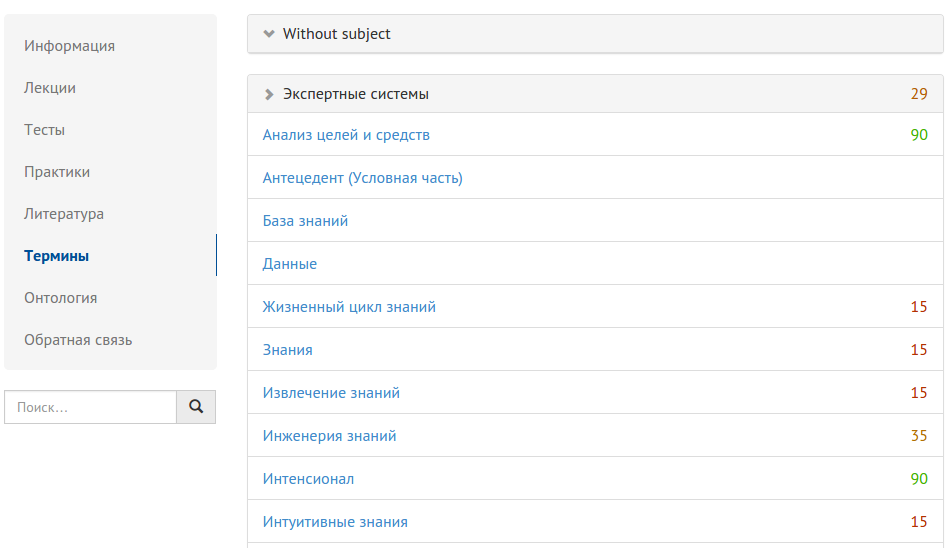 Информация
Лекции
Тесты
Практики
Литература
Термины
Онтология
Обратная связь
Поиск...
Without subject
Экспертные системы 29
Анализ целей и средств 90
Антецедент (Условная часть)
База знаний
Данные
Жизненный цикл знаний 15
Знания 15
Извлечение знаний 15
Инженерия знаний 35
Интенсионал 90
Интуитивные знания 15